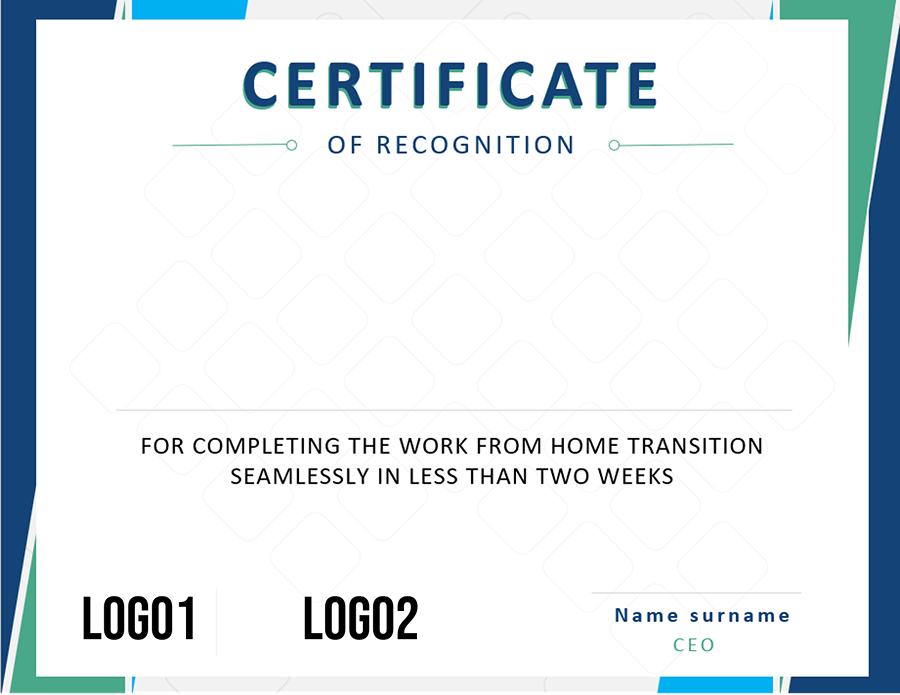 CERTIFICATE
OF RECOGNITION
FOR COMPLETING THE WORK FROM HOME TRANSITION
SEAMLESSLY IN LESS THAN TWO WEEKS
LOGO1
LOGO2
Name surname
CEO